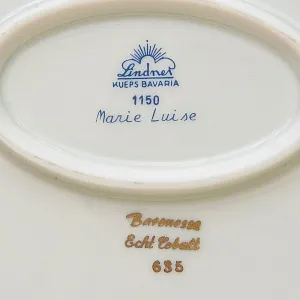 Lindner
KUEPS BAVARIA
1150
Marie Luise
Baronesse
Echt Cobalt
635